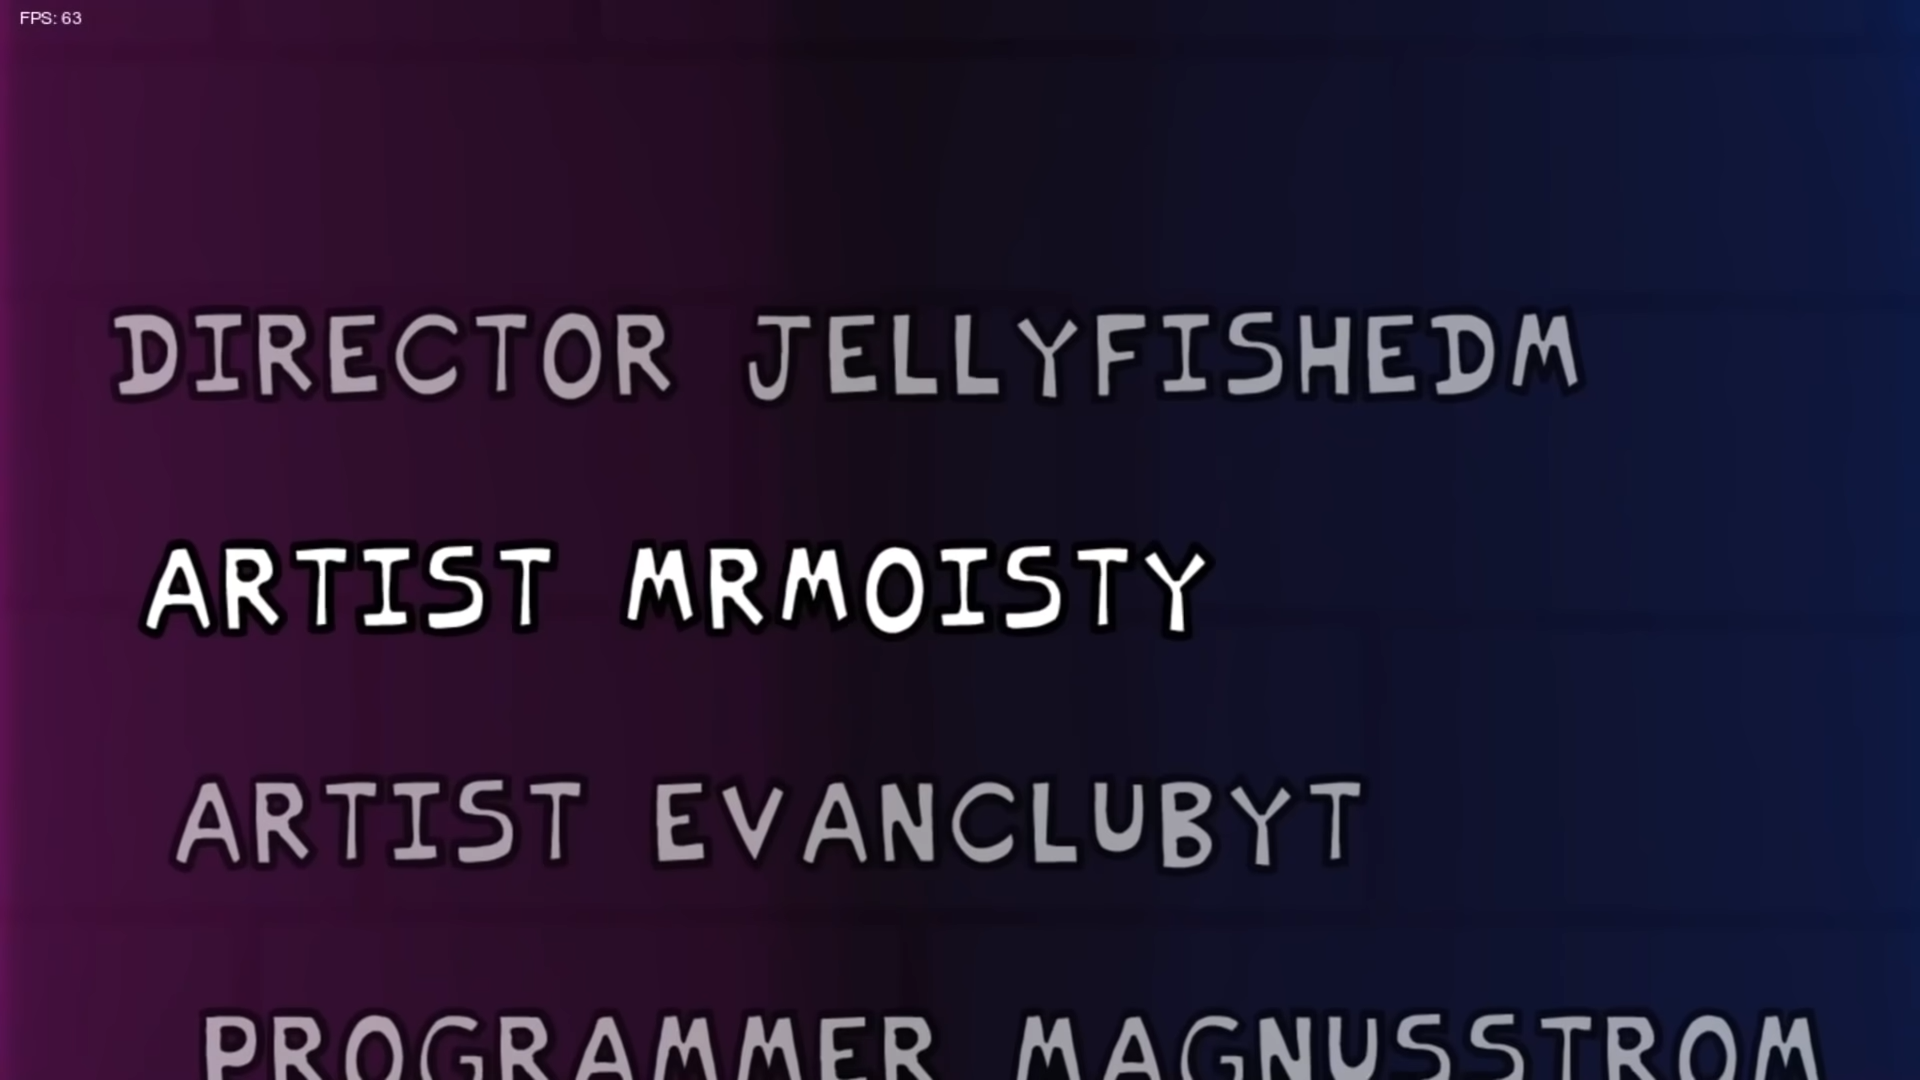 FPS: 63
DIRECTOR JELLYFISHEDM
ARTIST MRMOISTY
ARTIST EVANCLUBYT
PROGRAMMER MAGNUSSTROM